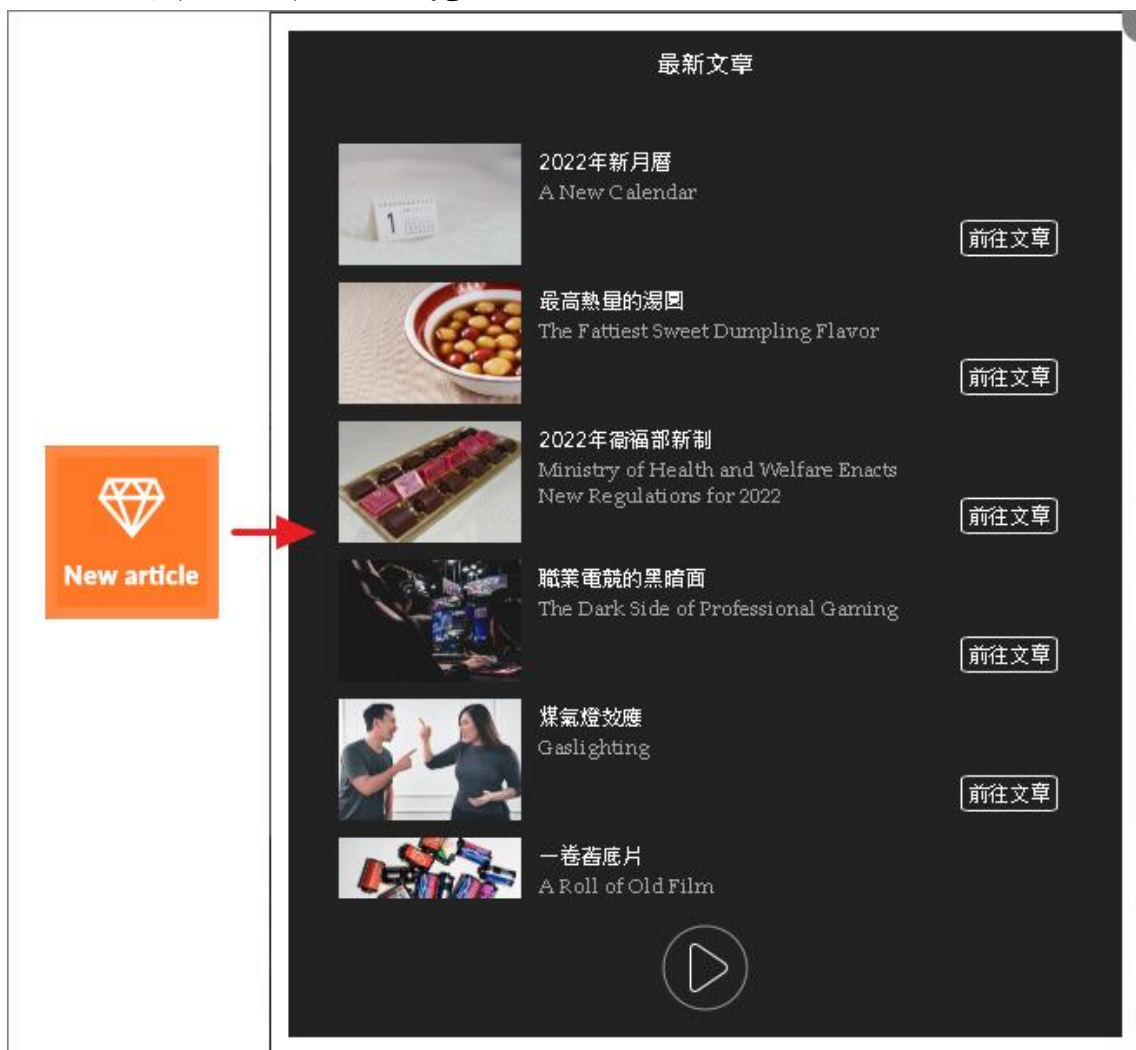 最新文章
2022年新月曆
A New Calendar
前往文章
最高熱量的湯圓
The Fattiest Sweet Dumpling Flavor
前往文章
2022年衛福部新制
Ministry of Health and Welfare Enacts
New Regulations for 2022
前往文章
New article
職業電競的黑暗面
The Dark Side of Professional Gaming
前往文章
煤氣燈效應
Gaslighting
前往文章
一卷舊底片
A Roll of Old Film